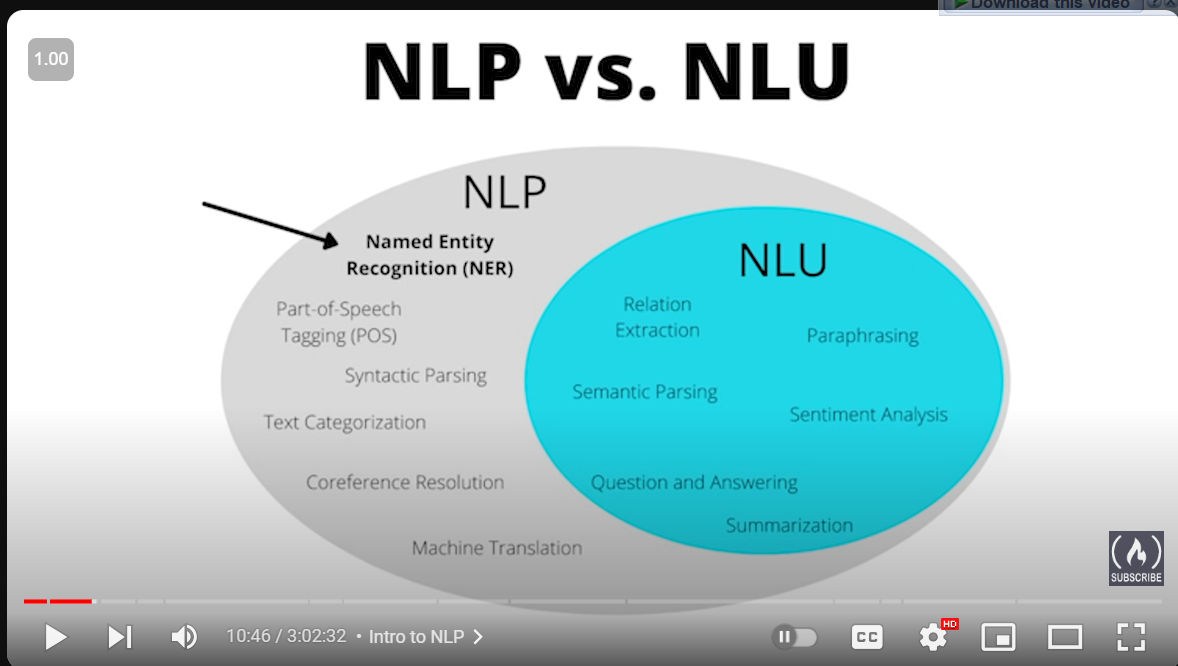 Download this video
1.00
NLP vs. NLU
NLP
Named Entity
Recognition (NER)
Part-of-Speech
Tagging (POS)
Syntactic Parsing
Text Categorization
Coreference Resolution
Machine Translation
NLU
Relation
Extraction
Paraphrasing
Semantic Parsing
Sentiment Analysis
Question and Answering
Summarization
SUBSCRIBE
10:46 / 3:02:32 • Intro to NLP
CC
HD